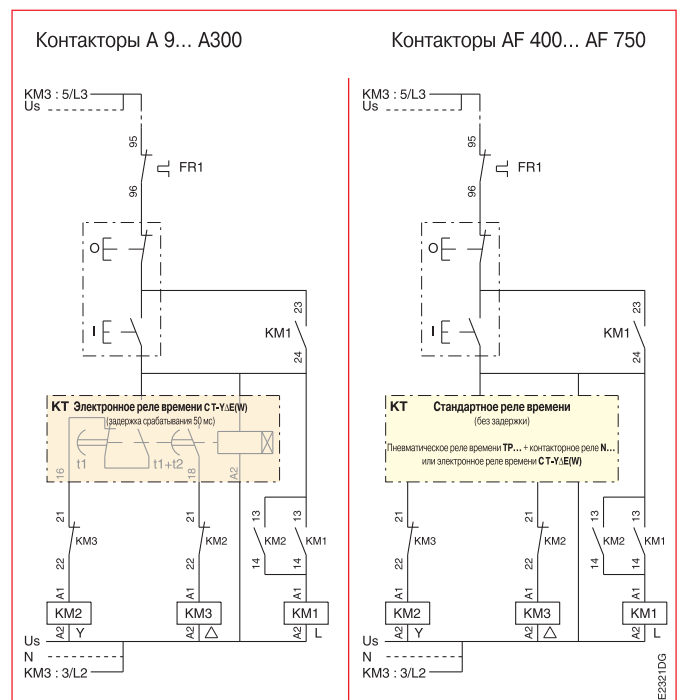 Контакторы A 9... A300
Контакторы AF 400... AF 750
KM3 : 5/L3
Us
95
96
FR1
O
I
23
24
KM1
KT Электронное реле времени C T-Y∆E(W)
(задержка срабатывания 50 мс)
t1
t1+t2
16
18
A2
21
22
KM3
21
22
KM2
13
14
KM2
13
14
KM1
A1
KM2
A2
Y
A1
KM3
A2
△
A1
KM1
A2
L
Us
N
KM3 : 3/L2
KM3 : 5/L3
Us
95
96
FR1
O
I
23
24
KM1
KT Стандартное реле времени
(без задержки)
Пневматическое реле времени TP... + контакторное реле N...
или электронное реле времени C T-Y∆E(W)
21
22
KM3
21
22
KM2
13
14
KM2
13
14
KM1
A1
KM2
A2
Y
A1
KM3
A2
△
A1
KM1
A2
L
Us
N
KM3 : 3/L2
E2321DG